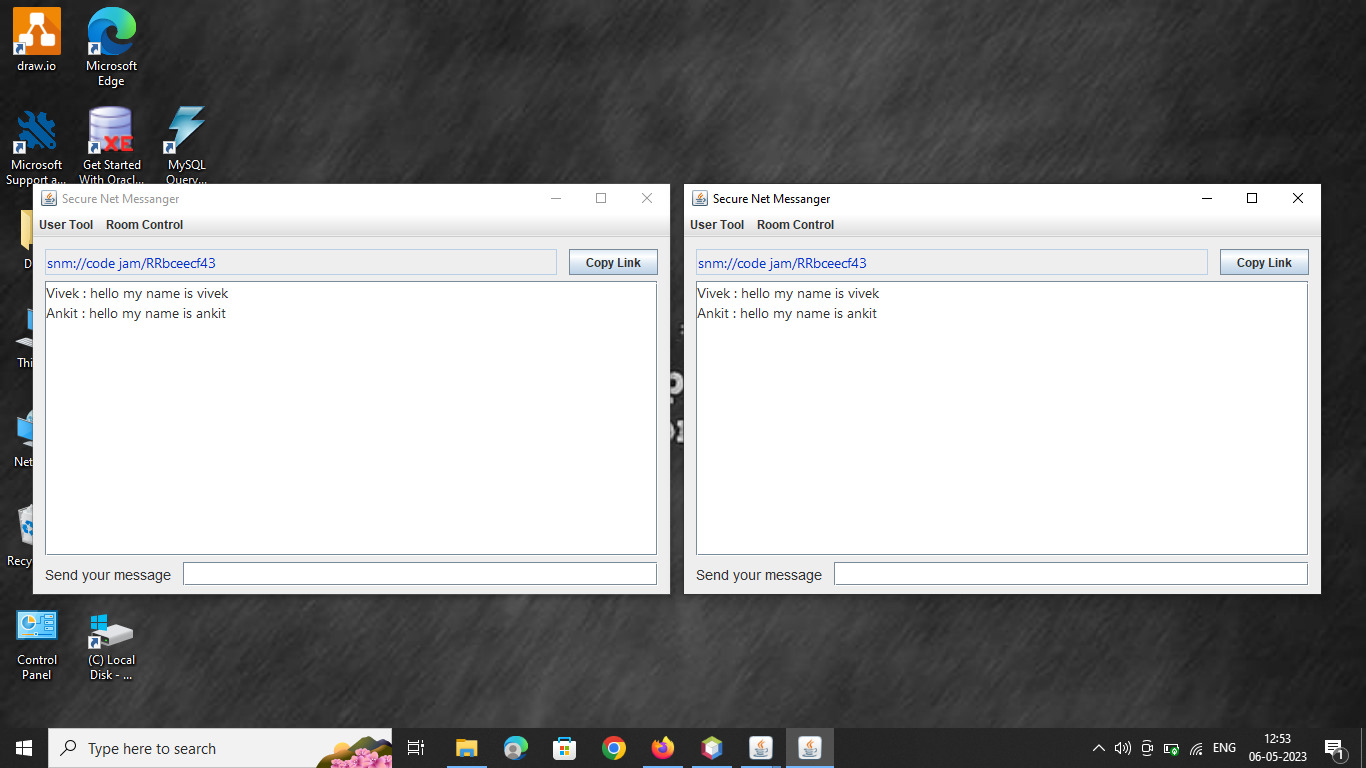 draw.io
Microsoft
Edge
Microsoft
Support a...
Get Started
With Oracl...
MySQL
Query...
Secure Net Messanger
User Tool Room Control
snm://code jam/RRbceecf43
Copy Link
Vivek : hello my name is vivek
Ankit : hello my name is ankit
Send your message
Secure Net Messanger
User Tool Room Control
snm://code jam/RRbceecf43
Copy Link
Vivek : hello my name is vivek
Ankit : hello my name is ankit
Send your message
D
Thi
Net
Recy
Control
Panel
(C) Local
Disk - ...
Type here to search
ENG
12:53
06-05-2023
1